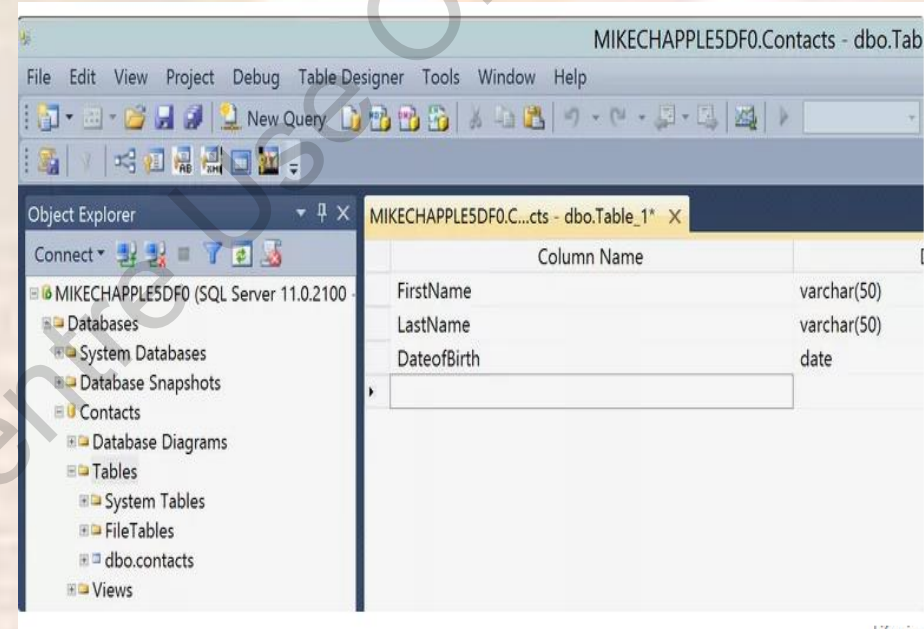 MIKECHAPPLE5DF0.Contacts - dbo.Tab
File Edit View Project Debug Table Designer Tools Window Help
New Query
Object Explorer
MIKECHAPPLE5DF0.C...cts - dbo.Table_1* X
Connect
Column Name
MIKECHAPPLE5DF0 (SQL Server 11.0.2100 -
FirstName varchar(50)
Databases
LastName varchar(50)
System Databases
DateofBirth date
Database Snapshots
Contacts
Database Diagrams
Tables
System Tables
FileTables
dbo.contacts
Views
entre Use O